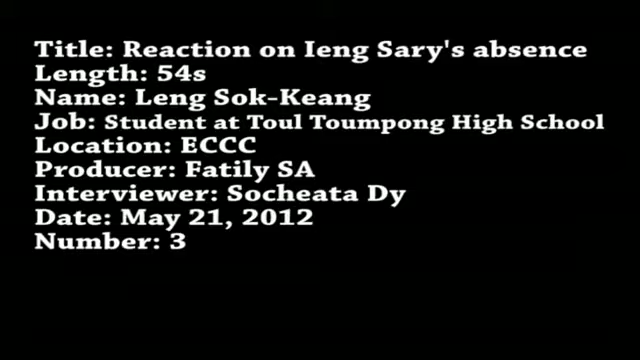 Title: Reaction on Ieng Sary's absence
Length: 54s
Name: Leng Sok-Keang
Job: Student at Toul Toumpong High School
Location: ECCC
Producer: Fatily SA
Interviewer: Socheata Dy
Date: May 21, 2012
Number: 3